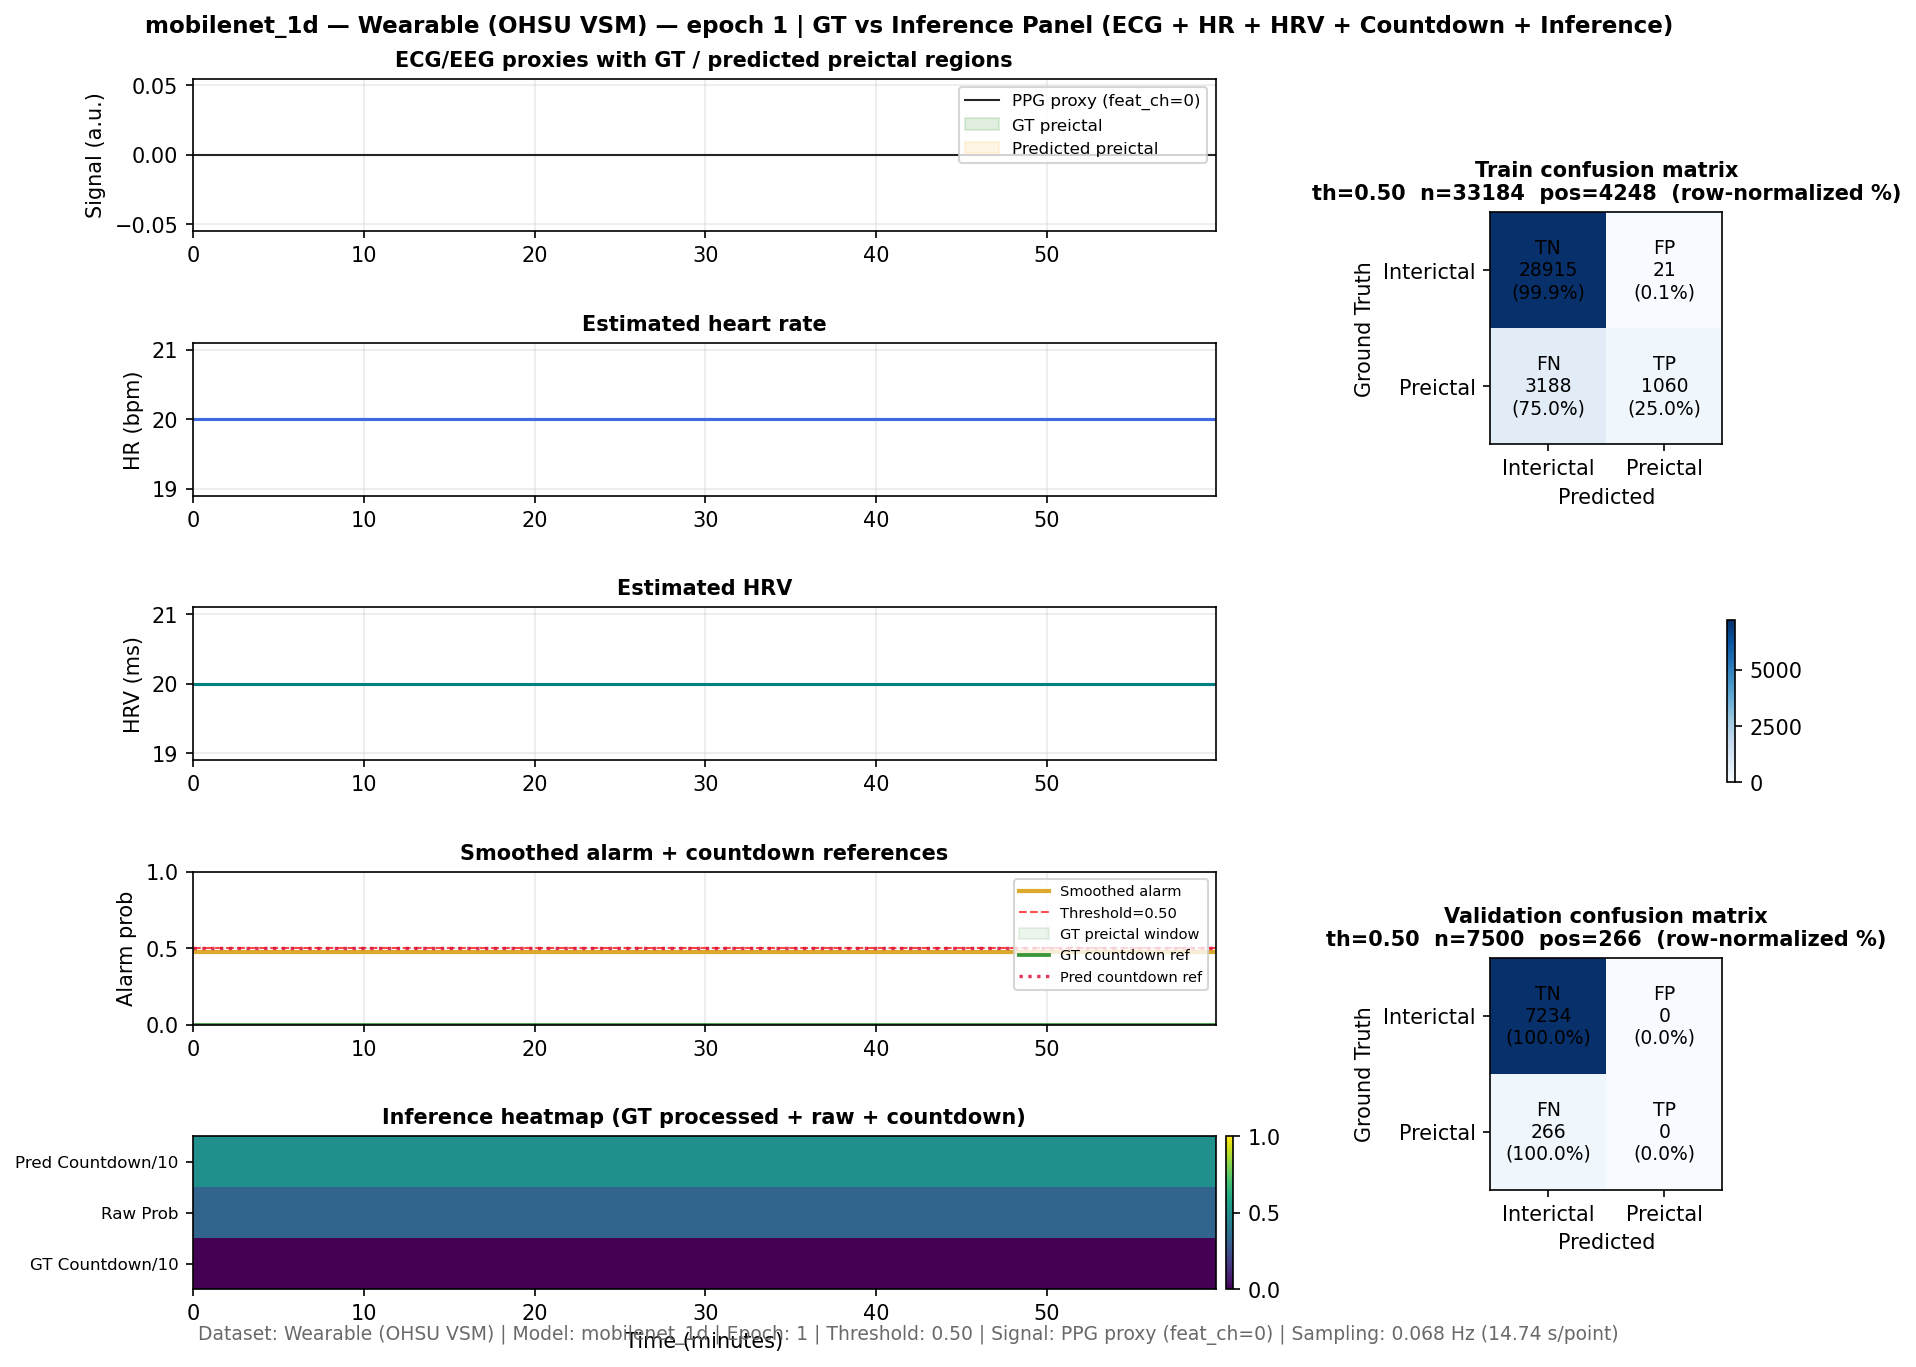 mobilenet_1d — Wearable (OHSU VSM) — epoch 1 | GT vs Inference Panel (ECG + HR + HRV + Countdown + Inference)
ECG/EEG proxies with GT / predicted preictal regions
Signal (a.u.)
0.05
0.00
−0.05
PPG proxy (feat_ch=0)
GT preictal
Predicted preictal
0 10 20 30 40 50
Estimated heart rate
HR (bpm)
21
20
19
0 10 20 30 40 50
Estimated HRV
HRV (ms)
21
20
19
0 10 20 30 40 50
Smoothed alarm + countdown references
Alarm prob
1.0
0.5
0.0
Smoothed alarm
Threshold=0.50
GT preictal window
GT countdown ref
Pred countdown ref
0 10 20 30 40 50
Inference heatmap (GT processed + raw + countdown)
Pred Countdown/10
Raw Prob
GT Countdown/10
1.0
0.5
0.0
0 10 20 30 40 50
Time (minutes)
Train confusion matrix
th=0.50 n=33184 pos=4248 (row-normalized %)
Ground Truth
Interictal
Preictal
TN
28915
(99.9%)
FP
21
(0.1%)
FN
3188
(75.0%)
TP
1060
(25.0%)
Interictal Preictal
Predicted
5000
2500
0
Validation confusion matrix
th=0.50 n=7500 pos=266 (row-normalized %)
Ground Truth
Interictal
Preictal
TN
7234
(100.0%)
FP
0
(0.0%)
FN
266
(100.0%)
TP
0
(0.0%)
Interictal Preictal
Predicted
Dataset: Wearable (OHSU VSM) | Model: mobilenet_1d | Epoch: 1 | Threshold: 0.50 | Signal: PPG proxy (feat_ch=0) | Sampling: 0.068 Hz (14.74 s/point)